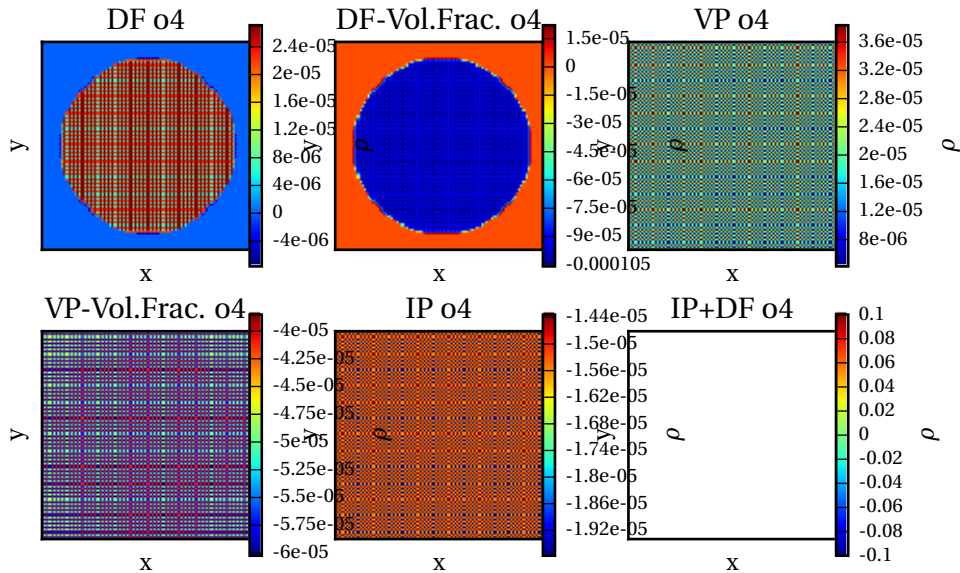 DF o4
y
x
2.4e-05
2e-05
1.6e-05
1.2e-05
8e-06
4e-06
0
-4e-06
ρ
DF-Vol.Frac. o4
y
x
1.5e-05
0
-1.5e-05
-3e-05
-4.5e-05
-6e-05
-7.5e-05
-9e-05
-0.000105
ρ
VP o4
y
x
3.6e-05
3.2e-05
2.8e-05
2.4e-05
2e-05
1.6e-05
1.2e-05
8e-06
ρ
VP-Vol.Frac. o4
y
x
-4e-05
-4.25e-05
-4.5e-05
-4.75e-05
-5e-05
-5.25e-05
-5.5e-05
-5.75e-05
-6e-05
ρ
IP o4
y
x
-1.44e-05
-1.5e-05
-1.56e-05
-1.62e-05
-1.68e-05
-1.74e-05
-1.8e-05
-1.86e-05
-1.92e-05
ρ
IP+DF o4
y
x
0.1
0.08
0.06
0.04
0.02
0
-0.02
-0.04
-0.06
-0.08
-0.1
ρ